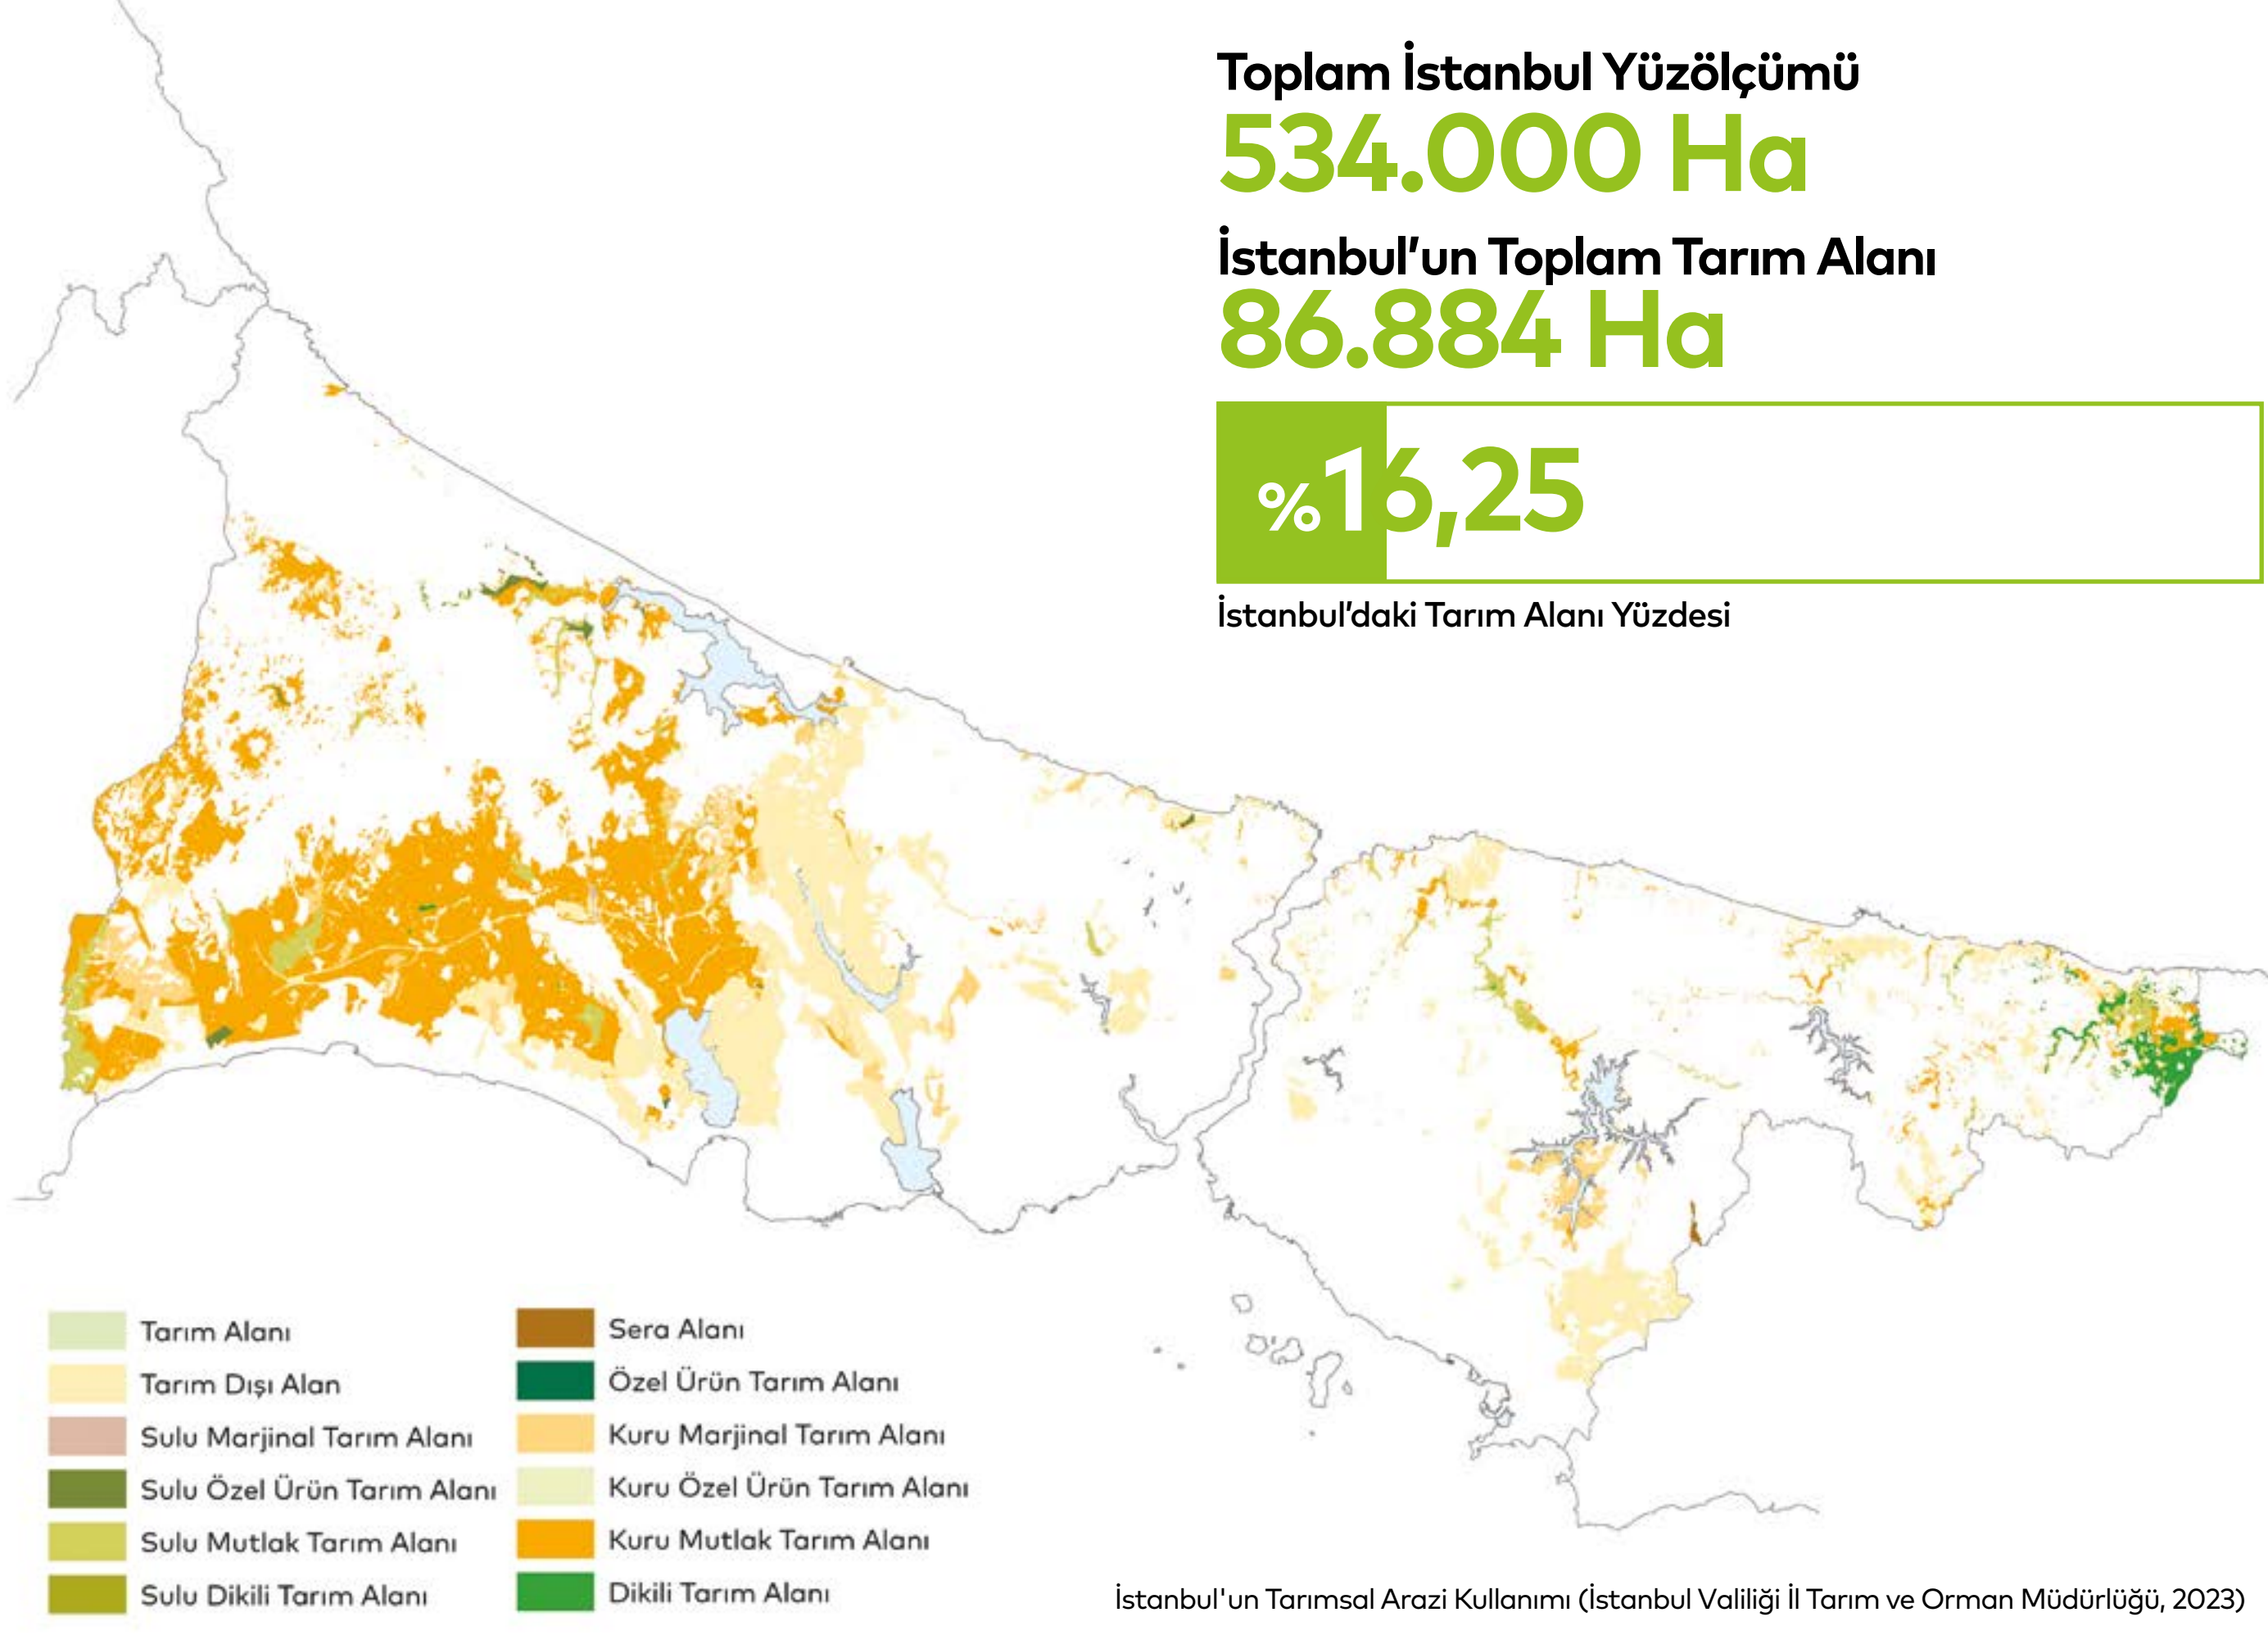 Toplam İstanbul Yüzölçümü
534.000 Ha
İstanbul'un Toplam Tarım Alanı
86.884 Ha
%16,25
İstanbul'daki Tarım Alanı Yüzdesi
Tarım Alanı
Tarım Dışı Alan
Sulu Marjinal Tarım Alanı
Sulu Özel Ürün Tarım Alanı
Sulu Mutlak Tarım Alanı
Sulu Dikili Tarım Alanı
Sera Alanı
Özel Ürün Tarım Alanı
Kuru Marjinal Tarım Alanı
Kuru Özel Ürün Tarım Alanı
Kuru Mutlak Tarım Alanı
Dikili Tarım Alanı
İstanbul'un Tarımsal Arazi Kullanımı (İstanbul Valiliği İl Tarım ve Orman Müdürlüğü, 2023)